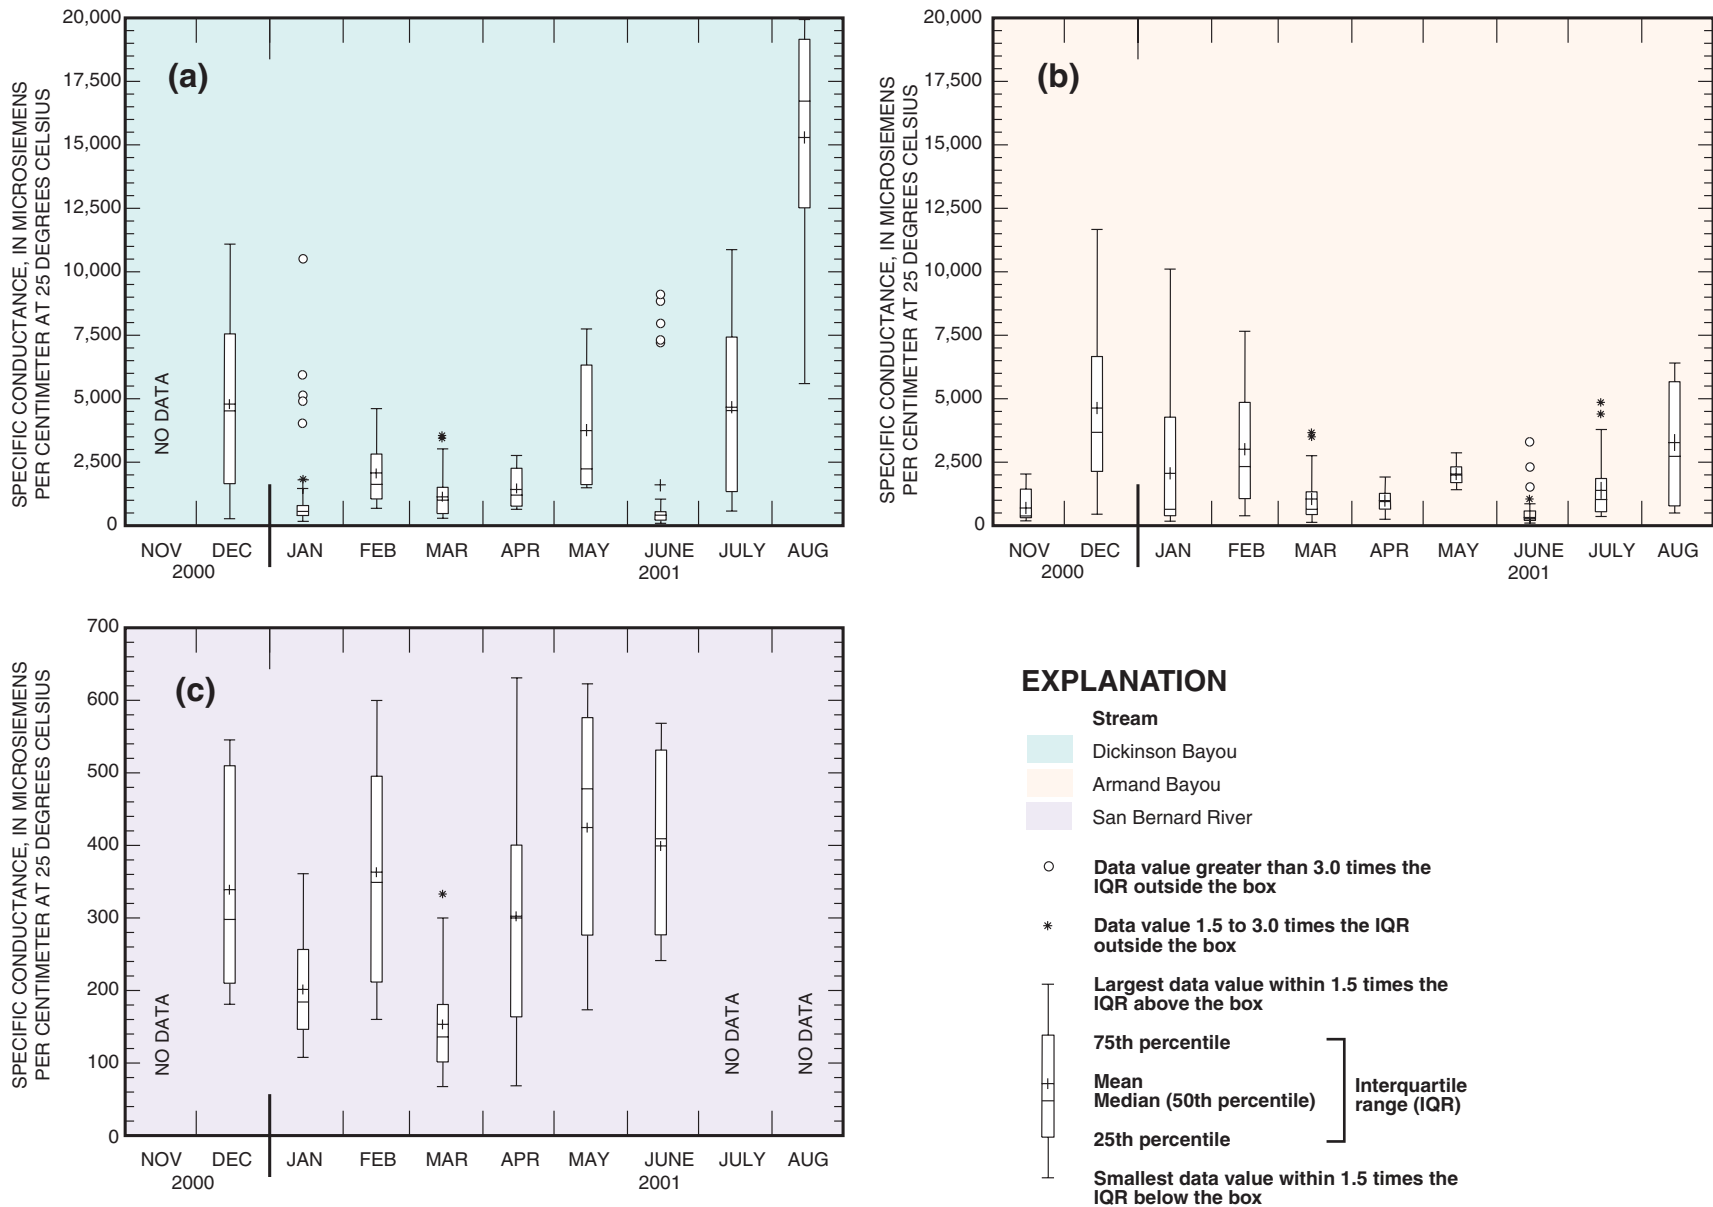 (a)
SPECIFIC CONDUCTANCE, IN MICROSIEMENS
PER CENTIMETER AT 25 DEGREES CELSIUS
20,000
17,500
15,000
12,500
10,000
7,500
5,000
2,500
0
NO DATA
NOV DEC JAN FEB MAR APR MAY JUNE JULY AUG
2000 2001
(b)
SPECIFIC CONDUCTANCE, IN MICROSIEMENS
PER CENTIMETER AT 25 DEGREES CELSIUS
20,000
17,500
15,000
12,500
10,000
7,500
5,000
2,500
0
NOV DEC JAN FEB MAR APR MAY JUNE JULY AUG
2000 2001
(c)
SPECIFIC CONDUCTANCE, IN MICROSIEMENS
PER CENTIMETER AT 25 DEGREES CELSIUS
700
600
500
400
300
200
100
0
NO DATA
NO DATA
NO DATA
NOV DEC JAN FEB MAR APR MAY JUNE JULY AUG
2000 2001
EXPLANATION
Stream
Dickinson Bayou
Armand Bayou
San Bernard River
Data value greater than 3.0 times the
IQR outside the box
Data value 1.5 to 3.0 times the IQR
outside the box
Largest data value within 1.5 times the
IQR above the box
75th percentile
Mean
Median (50th percentile)
Interquartile
range (IQR)
25th percentile
Smallest data value within 1.5 times the
IQR below the box